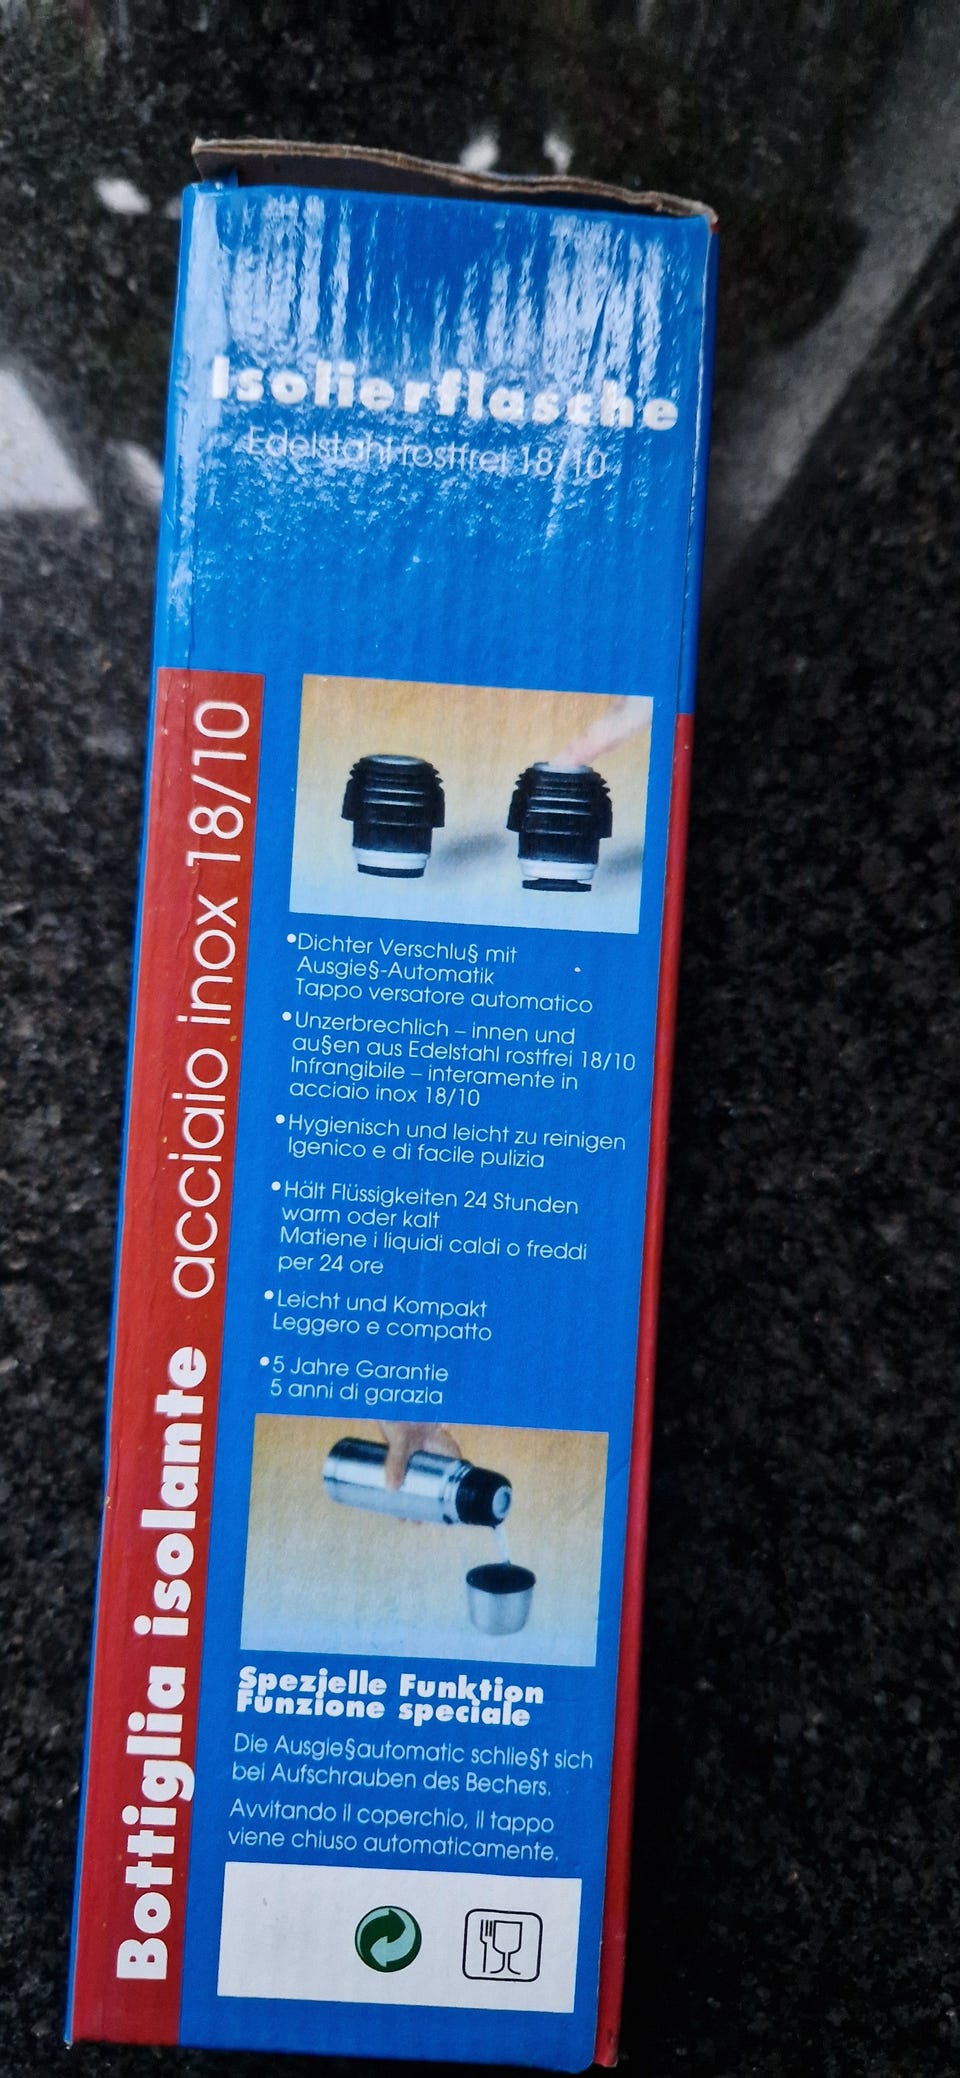 Isolierflasche
Edelstahl rostfrei 18/10
Bottiglia isolante acciaio inox 18/10
•Dichter Verschlu§ mit
Ausgie§-Automatik
Tappo versatore automatico
•Unzerbrechlich – innen und
au§en aus Edelstahl rostfrei 18/10
Infrangibile – interamente in
acciaio inox 18/10
•Hygienisch und leicht zu reinigen
Igenico e di facile pulizia
•Hält Flüssigkeiten 24 Stunden
warm oder kalt
Matiene i liquidi caldi o freddi
per 24 ore
•Leicht und Kompakt
Leggero e compatto
•5 Jahre Garantie
5 anni di garazia
Spezielle Funktion
Funzione speciale
Die Ausgie§automatic schlie§t sich
bei Aufschrauben des Bechers.
Avvitando il coperchio, il tappo
viene chiuso automaticamente.